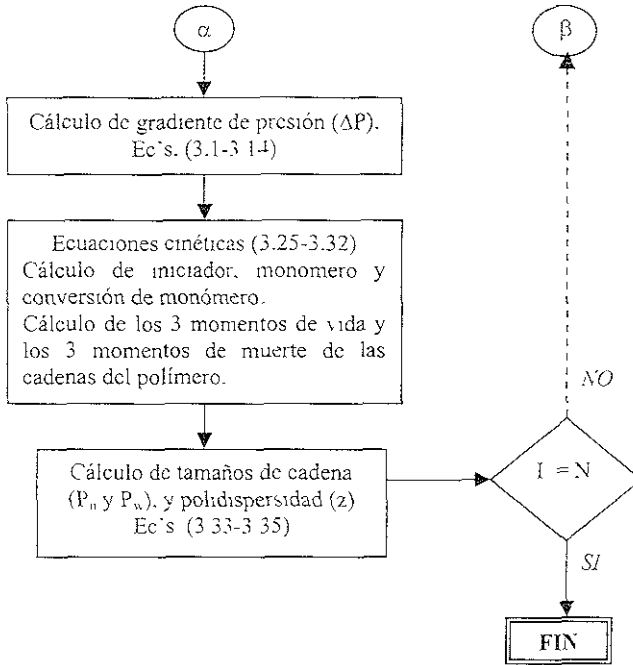 α
β
Cálculo de gradiente de presión (ΔP).
Ec's. (3.1-3 14)
Ecuaciones cinéticas (3.25-3.32)
Cálculo de iniciador, monomero y
conversión de monómero.
Cálculo de los 3 momentos de vida y
los 3 momentos de muerte de las
cadenas del polímero.
NO
Cálculo de tamaños de cadena
(Pn y Pw), y polidispersidad (z)
Ec's (3 33-3 35)
I = N
SI
FIN